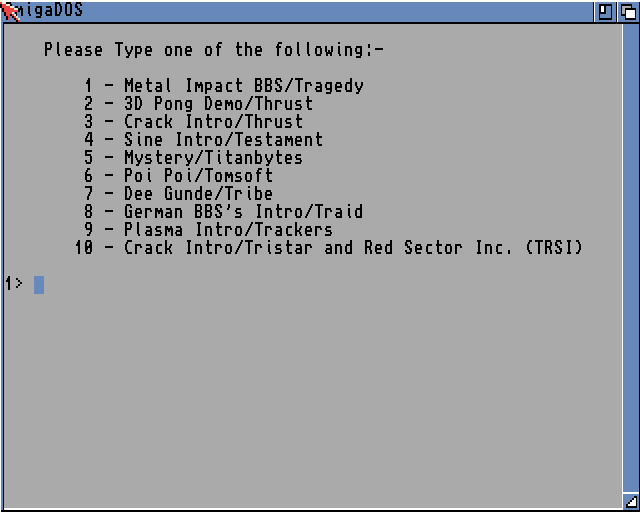 AmigaDOS
Please Type one of the following:-
1 - Metal Impact BBS/Tragedy
2 - 3D Pong Demo/Thrust
3 - Crack Intro/Thrust
4 - Sine Intro/Testament
5 - Mystery/Titanbytes
6 - Poi Poi/Tomsoft
7 - Dee Gunde/Tribe
8 - German BBS's Intro/Traid
9 - Plasma Intro/Trackers
10 - Crack Intro/Tristar and Red Sector Inc. (TRSI)
1>